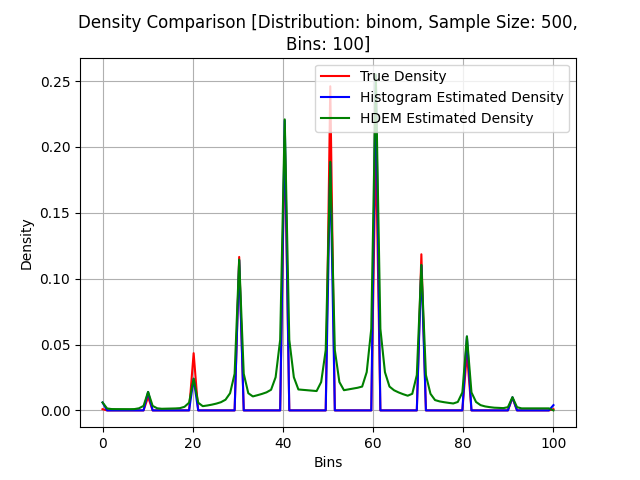 Density Comparison [Distribution: binom, Sample Size: 500,
Bins: 100]
True Density
Histogram Estimated Density
HDEM Estimated Density
Density
0.25
0.20
0.15
0.10
0.05
0.00
0 20 40 60 80 100
Bins